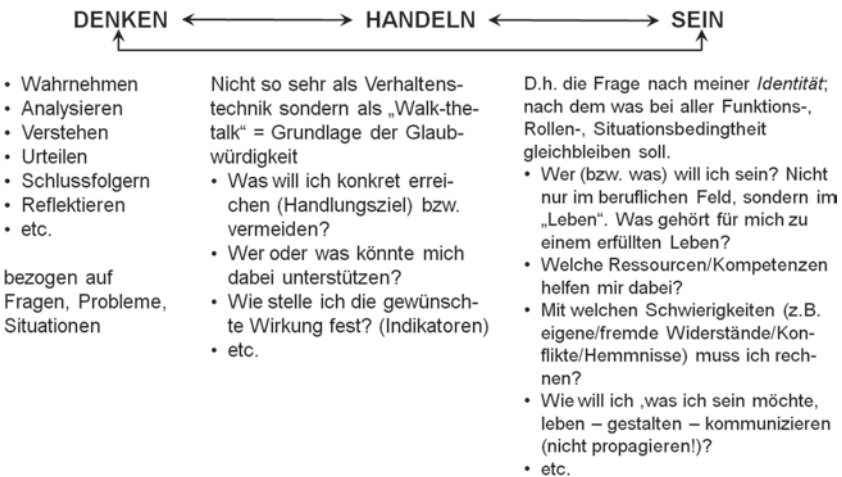 DENKEN HANDELN SEIN
• Wahrnehmen
• Analysieren
• Verstehen
• Urteilen
• Schlussfolgern
• Reflektieren
• etc.
bezogen auf
Fragen, Probleme,
Situationen
Nicht so sehr als Verhaltens-
technik sondern als „Walk-the-
talk“ = Grundlage der Glaub-
würdigkeit
• Was will ich konkret errei-
chen (Handlungsziel) bzw.
vermeiden?
• Wer oder was könnte mich
dabei unterstützen?
• Wie stelle ich die gewünsch-
te Wirkung fest? (Indikatoren)
• etc.
D.h. die Frage nach meiner Identität;
nach dem was bei aller Funktions-,
Rollen-, Situationsbedingtheit
gleichbleiben soll.
• Wer (bzw. was) will ich sein? Nicht
nur im beruflichen Feld, sondern im
„Leben“. Was gehört für mich zu
einem erfüllten Leben?
• Welche Ressourcen/Kompetenzen
helfen mir dabei?
• Mit welchen Schwierigkeiten (z.B.
eigene/fremde Widerstände/Kon-
flikte/Hemmnisse) muss ich rech-
nen?
• Wie will ich ‚was ich sein möchte,
leben – gestalten – kommunizieren
(nicht propagieren!)?
• etc.